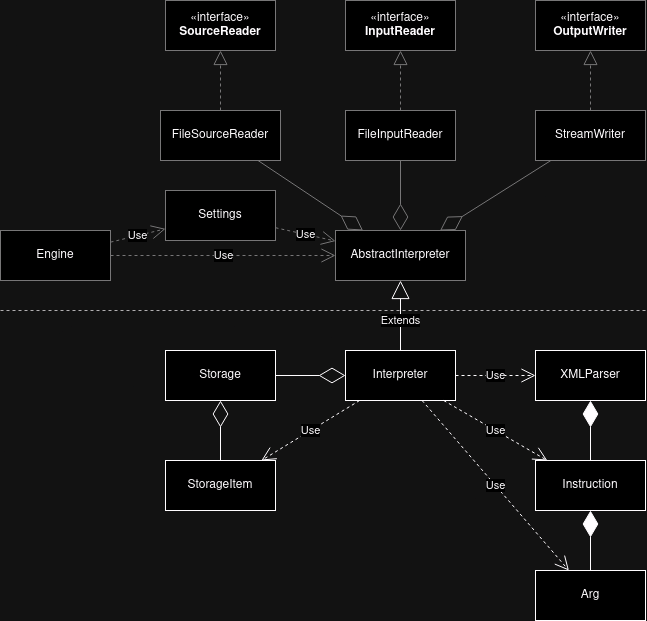 «interface»
SourceReader
«interface»
InputReader
«interface»
OutputWriter
FileSourceReader
FileInputReader
StreamWriter
Settings
Use
Use
Engine
Use
AbstractInterpreter
Extends
Storage
Interpreter
Use
XMLParser
Use
Use
StorageItem
Use
Instruction
Arg